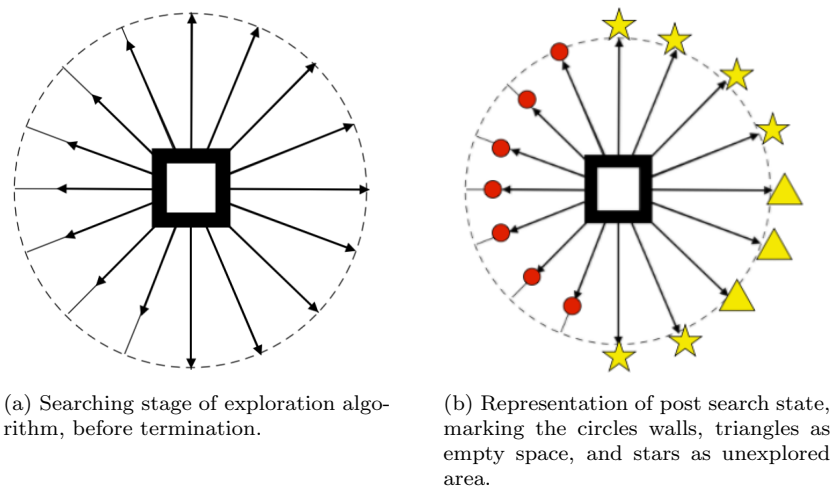 (a) Searching stage of exploration algo-
rithm, before termination.
(b) Representation of post search state,
marking the circles walls, triangles as
empty space, and stars as unexplored
area.